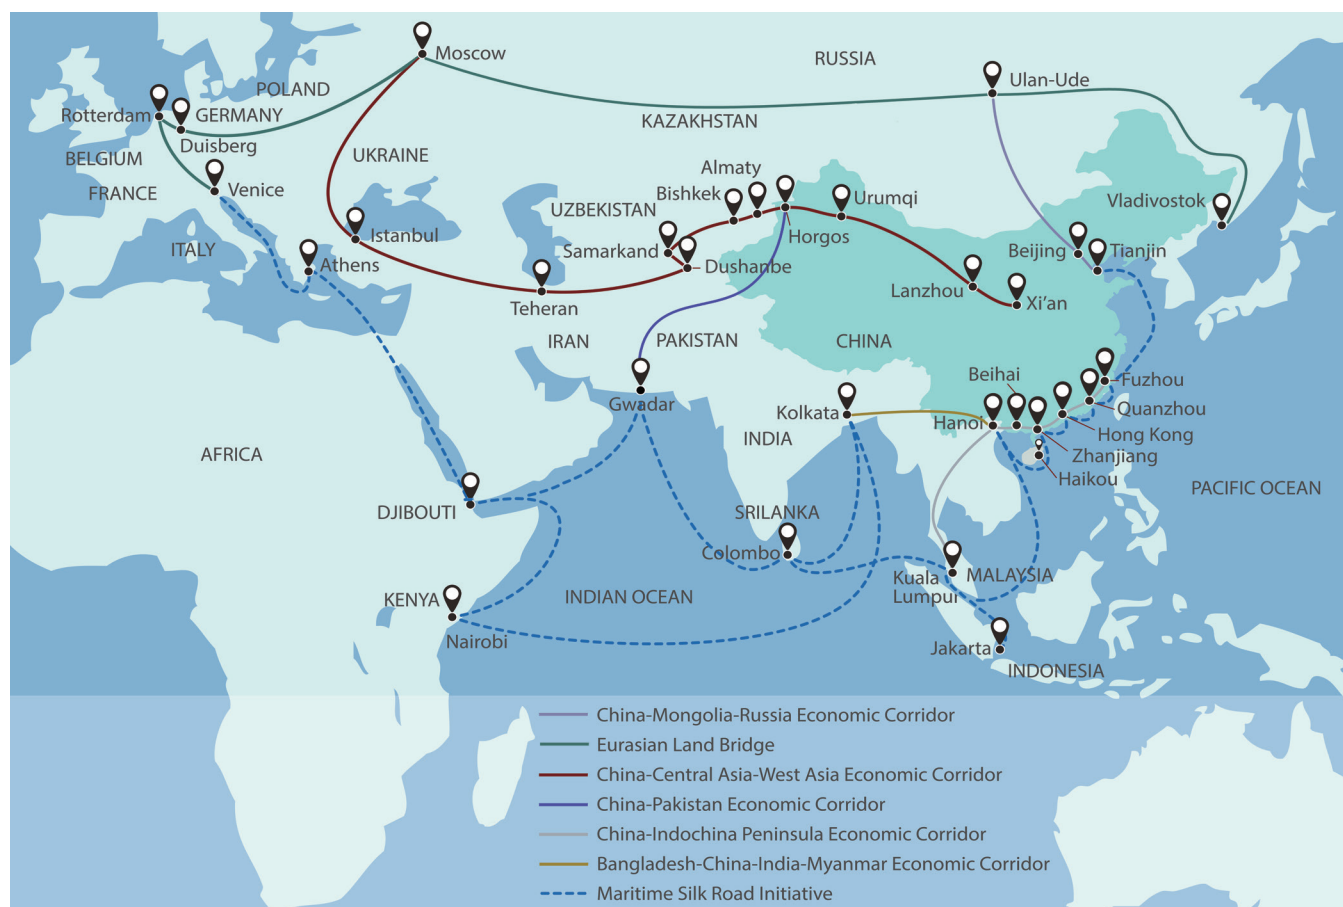 Moscow
RUSSIA
Ulan-Ude
POLAND
Rotterdam
GERMANY
KAZAKHSTAN
Duisberg
BELGIUM
UKRAINE
Almaty
FRANCE
Venice
Bishkek
Urumqi
Vladivostok
UZBEKISTAN
Istanbul
Horgos
ITALY
Samarkand
Beijing
Tianjin
Athens
Dushanbe
Lanzhou
Xi'an
Teheran
IRAN
PAKISTAN
CHINA
Beihai
Fuzhou
Gwadar
Kolkata
Quanzhou
Hanoi
INDIA
Hong Kong
AFRICA
Zhanjiang
Haikou
PACIFIC OCEAN
DJIBOUTI
SRILANKA
Colombo
Kuala
Lumpur
MALAYSIA
KENYA
INDIAN OCEAN
Nairobi
Jakarta
INDONESIA
China-Mongolia-Russia Economic Corridor
Eurasian Land Bridge
China-Central Asia-West Asia Economic Corridor
China-Pakistan Economic Corridor
China-Indochina Peninsula Economic Corridor
Bangladesh-China-India-Myanmar Economic Corridor
Maritime Silk Road Initiative